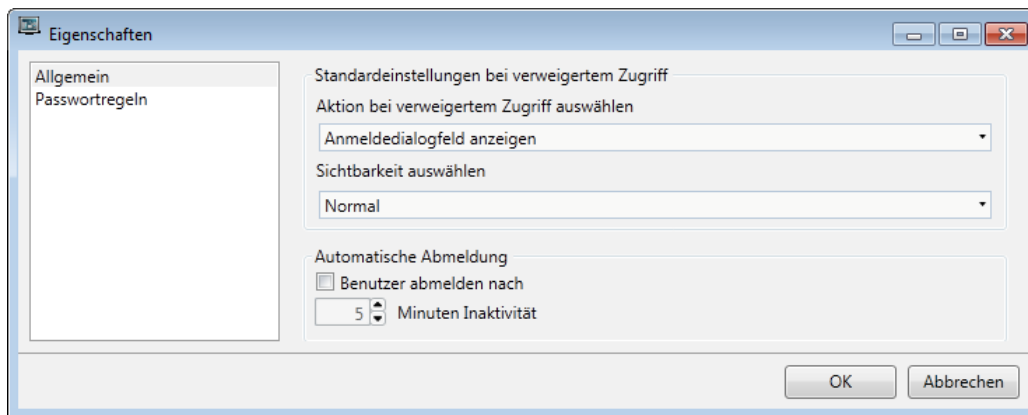 Eigenschaften
Allgemein
Passwortregeln
Standardeinstellungen bei verweigertem Zugriff
Aktion bei verweigertem Zugriff auswählen
Anmeldedialogfeld anzeigen
Sichtbarkeit auswählen
Normal
Automatische Abmeldung
Benutzer abmelden nach
5 Minuten Inaktivität
OK Abbrechen